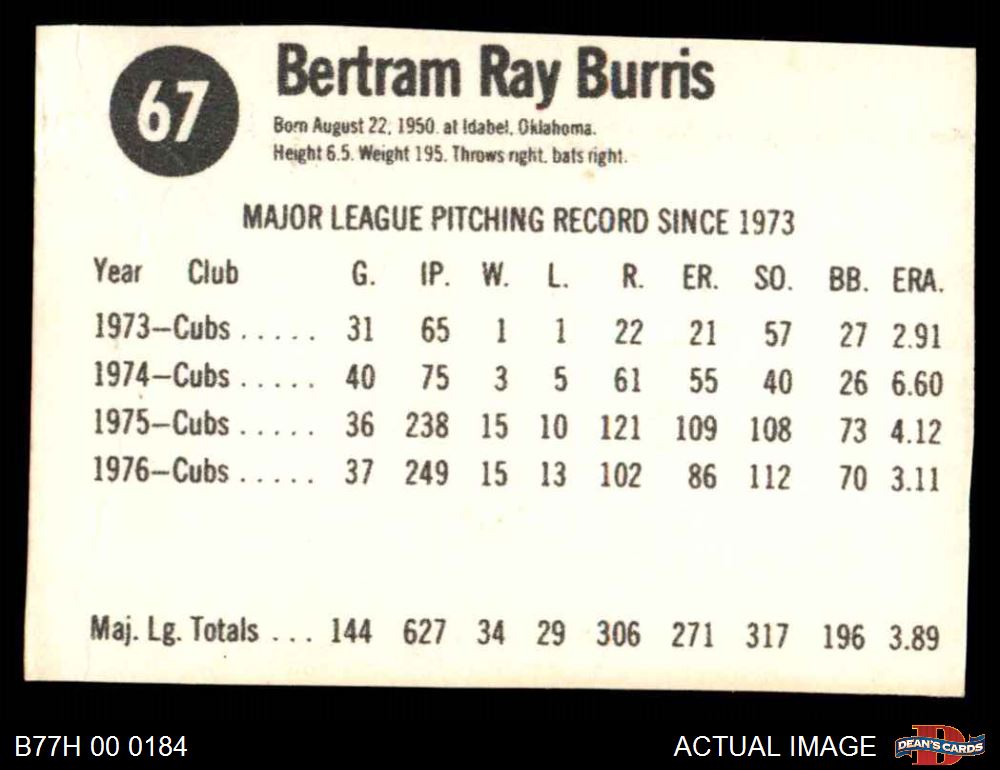 67
Bertram Ray Burris
Born August 22, 1950. at Idabel, Oklahoma.
Height 6.5. Weight 195. Throws right. bats right.
MAJOR LEAGUE PITCHING RECORD SINCE 1973
Year Club G. IP. W. L. R. ER. SO. BB. ERA.
1973—Cubs ..... 31 65 1 1 22 21 57 27 2.91
1974—Cubs ..... 40 75 3 5 61 55 40 26 6.60
1975—Cubs ..... 36 238 15 10 121 109 108 73 4.12
1976—Cubs ..... 37 249 15 13 102 86 112 70 3.11
Maj. Lg. Totals ... 144 627 34 29 306 271 317 196 3.89
B77H 00 0184 ACTUAL IMAGE D DEAN'S CARDS